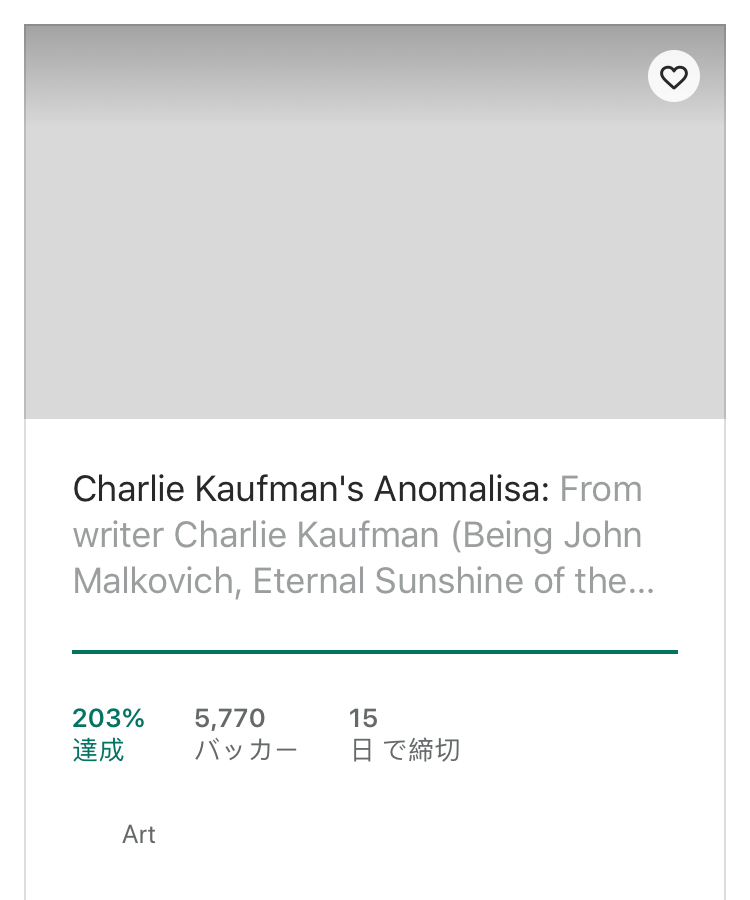 Charlie Kaufman's Anomalisa: From
writer Charlie Kaufman (Being John
Malkovich, Eternal Sunshine of the...
203% 5,770 15
達成 バッカー 日 で締切
Art